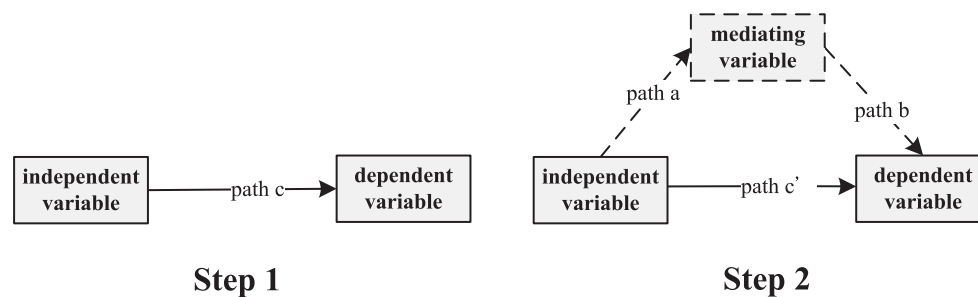 mediating
variable
path a
path b
independent
variable
path c
dependent
variable
independent
variable
path c’
dependent
variable
Step 1
Step 2